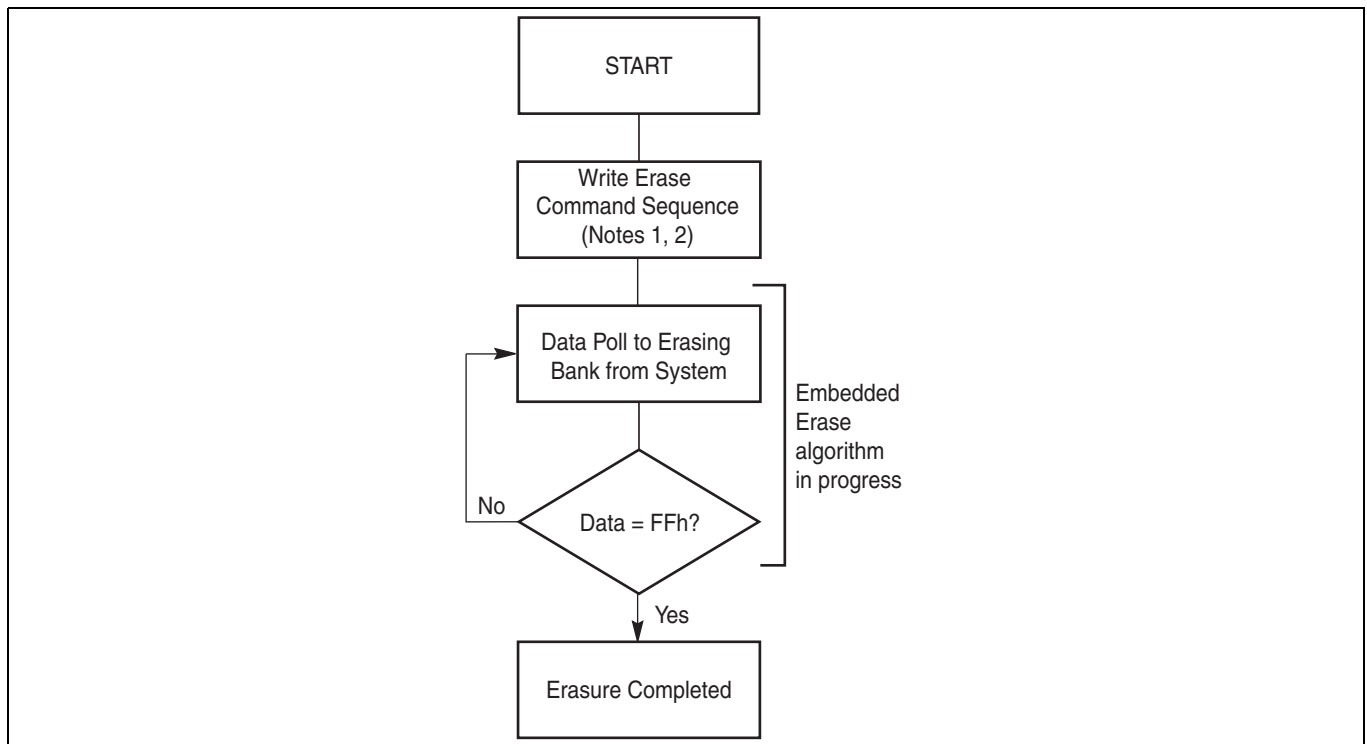 START
Write Erase
Command Sequence
(Notes 1, 2)
Data Poll to Erasing
Bank from System
Embedded
Erase
algorithm
in progress
No
Data = FFh?
Yes
Erasure Completed